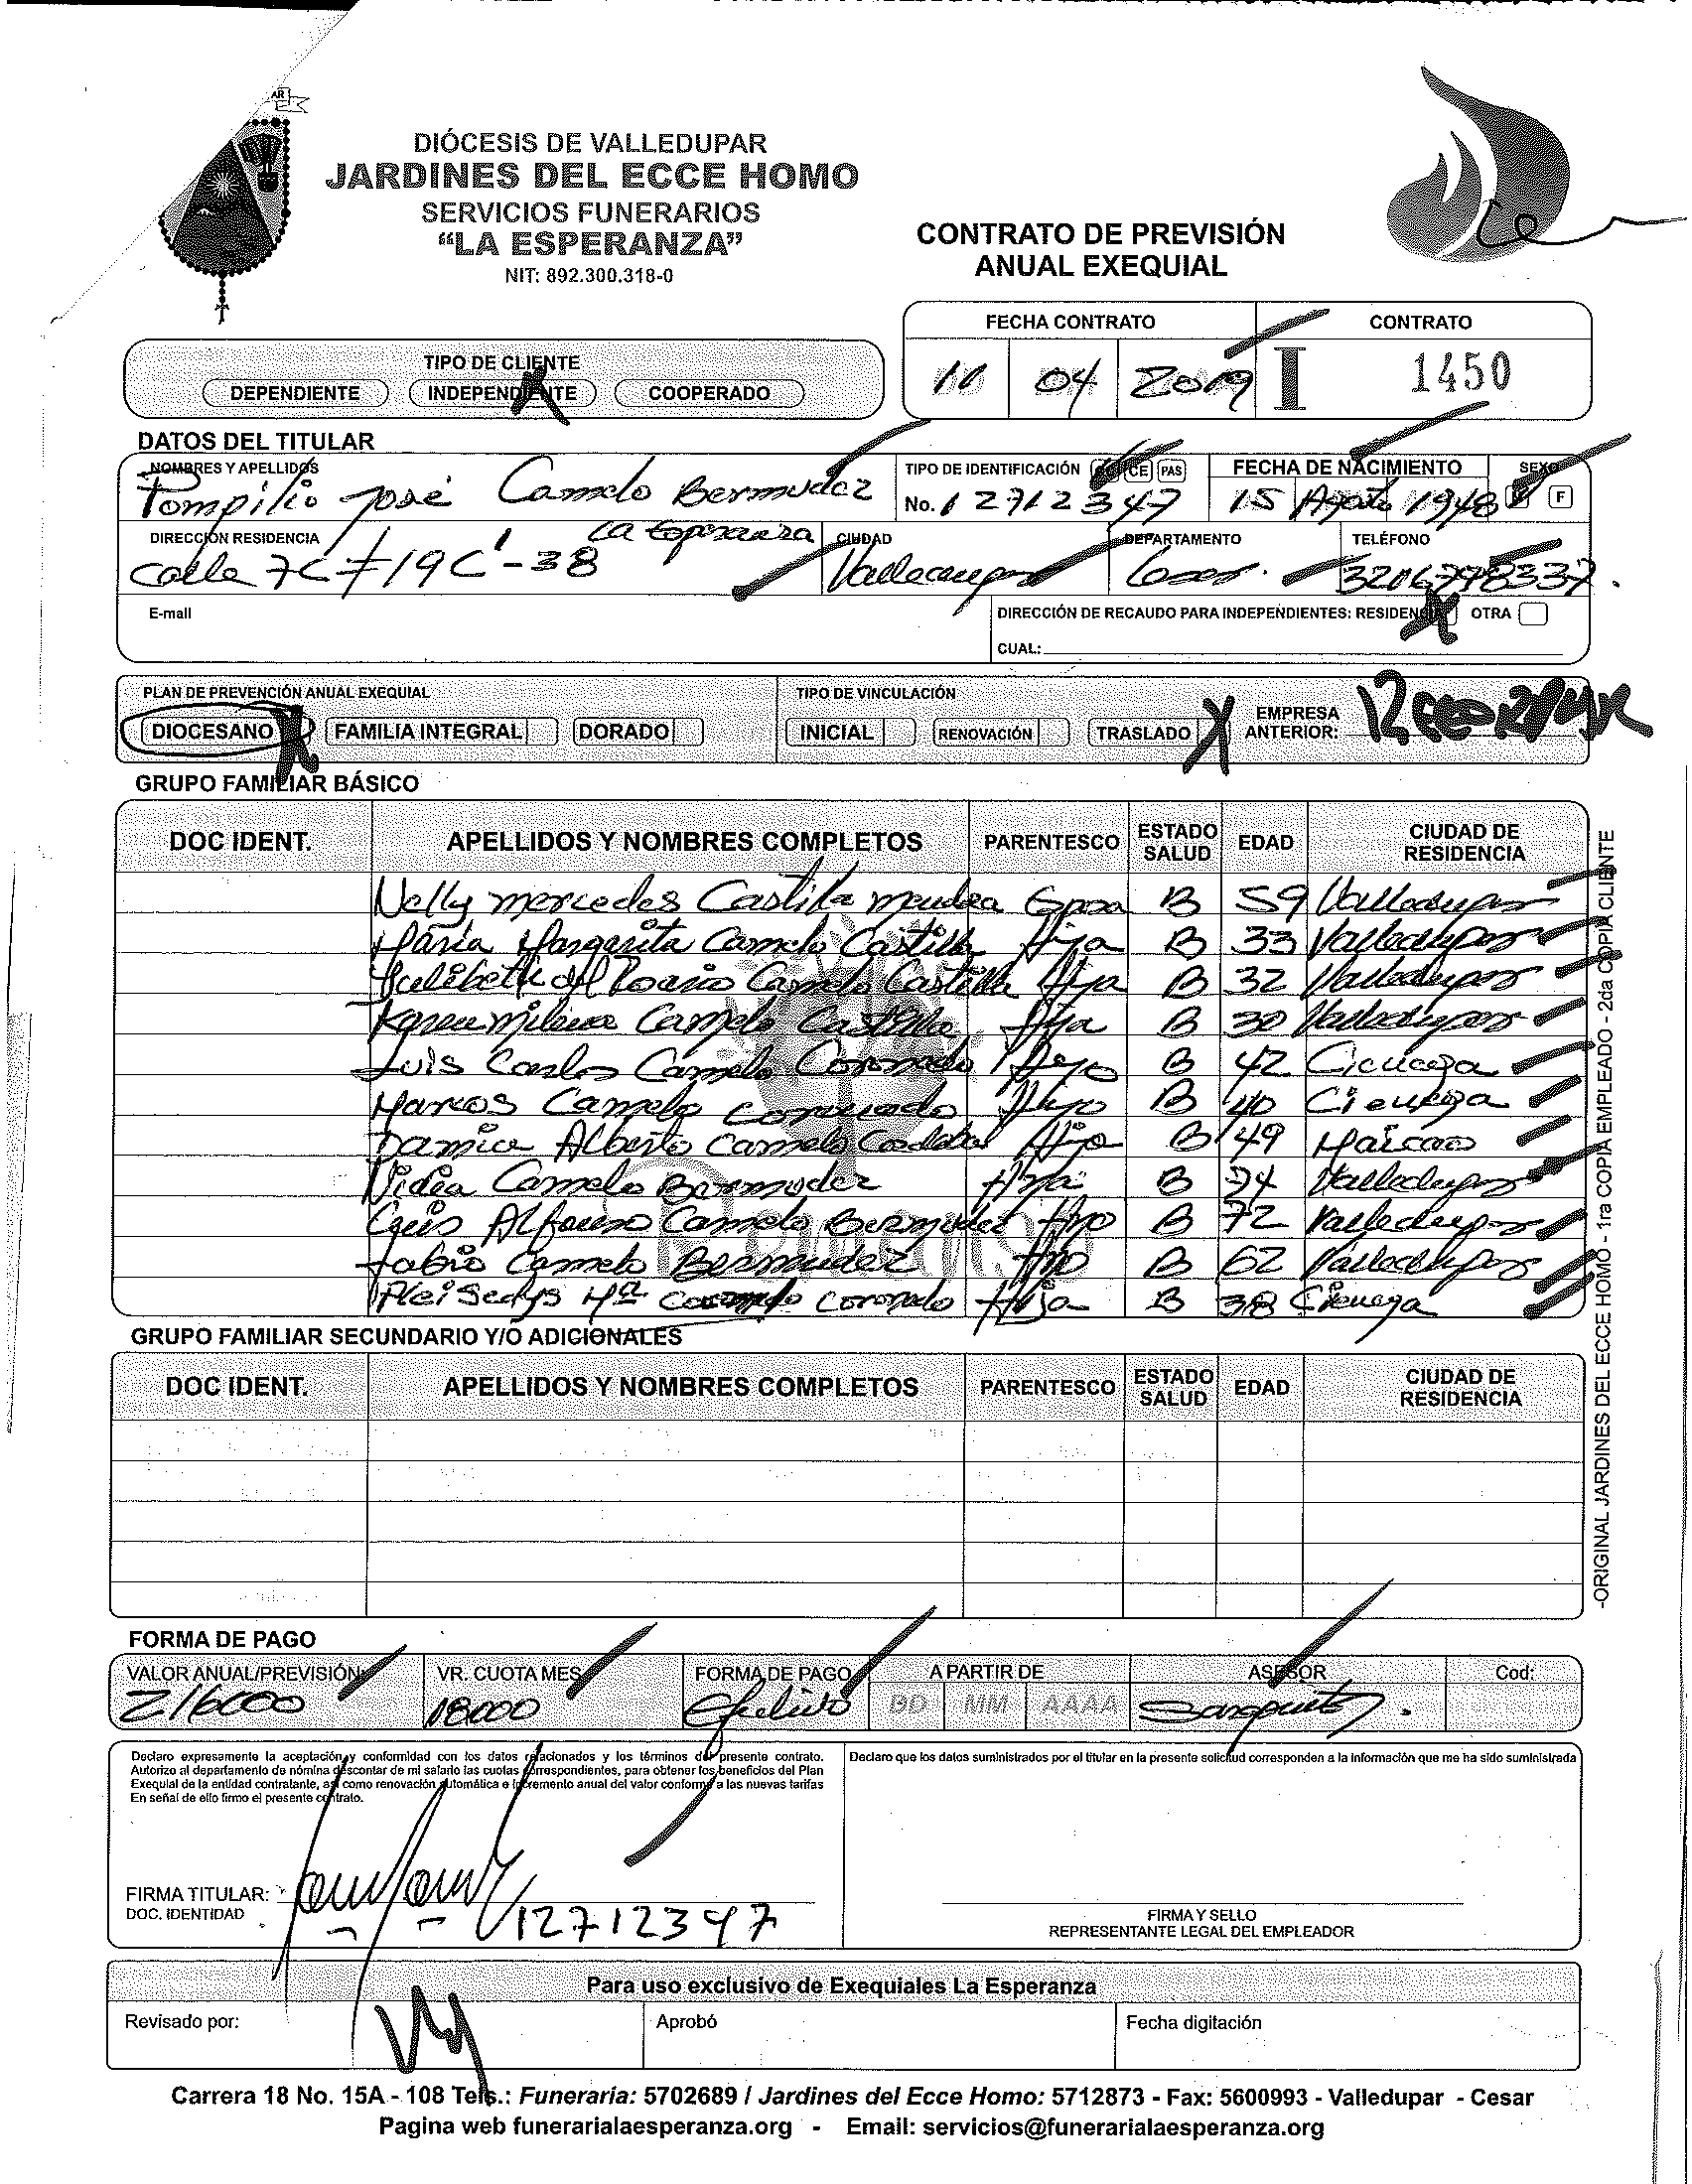 DIÓCESIS DE VALLEDUPAR
JARDINES DEL ECCE HOMO
SERVICIOS FUNERARIOS
“LA ESPERANZA”
NIT: 892.300.318-0
CONTRATO DE PREVISIÓN
ANUAL EXEQUIAL
FECHA CONTRATO CONTRATO
04 2019 I 1450
TIPO DE CLIENTE
DEPENDIENTE INDEPENDIENTE X COOPERADO
DATOS DEL TITULAR
NOMBRES Y APELLIDOS TIPO DE IDENTIFICACIÓN CE PAS FECHA DE NACIMIENTO SEXO
Pompilio José Camelo Bermudez No. 12712347 15 Agosto 1948 F
DIRECCIÓN RESIDENCIA La Esperanza CIUDAD DEPARTAMENTO TELÉFONO
Calle 7C #19C-38 Valledupar Cesar. 3206798337.
E-mail DIRECCIÓN DE RECAUDO PARA INDEPENDIENTES: RESIDENCIA X OTRA
CUAL:
PLAN DE PREVENCIÓN ANUAL EXEQUIAL TIPO DE VINCULACIÓN
DIOCESANO X FAMILIA INTEGRAL DORADO INICIAL RENOVACIÓN TRASLADO X EMPRESA ANTERIOR:
GRUPO FAMILIAR BÁSICO
DOC IDENT. APELLIDOS Y NOMBRES COMPLETOS PARENTESCO ESTADO SALUD EDAD CIUDAD DE RESIDENCIA
Nelly mercedes Castilla Mendoza Esposa B 59 Valledupar
Maria Margarita Camelo Castilla Hija B 33 Valledupar
Yulibeth del Rosario Camelo Castilla Hija B 32 Valledupar
Karen Milena Camelo Castilla Hija B 30 Valledupar
Luis Carlos Camelo Coronado Hijo B 42 Cienega
Marcos Camelo Coronado Hijo B 40 Cienega
Alberto Camelo Hijo B 49 Maicao
Nidia Camelo Bermudez Hna B 74 Valledupar
Luis Alfonso Camelo Bermudez Hno B 72 Valledupar
Fabio Camelo Bermudez Hno B 62 Valledupar
Mª Camelo Coronado Hija B 38 Cienega
GRUPO FAMILIAR SECUNDARIO Y/O ADICIONALES
DOC IDENT. APELLIDOS Y NOMBRES COMPLETOS PARENTESCO ESTADO SALUD EDAD CIUDAD DE RESIDENCIA
FORMA DE PAGO
VALOR ANUAL/PREVISIÓN: VR. CUOTA MES FORMA DE PAGO A PARTIR DE ASESOR Cod:
216000 18000 Efectivo DD MM AAAA
Declaro expresamente la aceptación y conformidad con los datos relacionados y los términos del presente contrato.
Autorizo al departamento de nómina descontar de mi salario las cuotas correspondientes, para obtener los beneficios del Plan
Exequial de la entidad contratante, así como renovación automática e incremento anual del valor conforme a las nuevas tarifas
En señal de ello firmo el presente contrato.
Declaro que los datos suministrados por el titular en la presente solicitud corresponden a la información que me ha sido suministrada
FIRMA TITULAR:
DOC. IDENTIDAD 12712347
FIRMA Y SELLO
REPRESENTANTE LEGAL DEL EMPLEADOR
Para uso exclusivo de Exequiales La Esperanza
Revisado por: Aprobó Fecha digitación
Carrera 18 No. 15A - 108 Tels.: Funeraria: 5702689 / Jardines del Ecce Homo: 5712873 - Fax: 5600993 - Valledupar - Cesar
Pagina web funerarialaesperanza.org - Email: servicios@funerarialaesperanza.org
-ORIGINAL JARDINES DEL ECCE HOMO - 1ra COPIA EMPLEADO - 2da COPIA CLIENTE